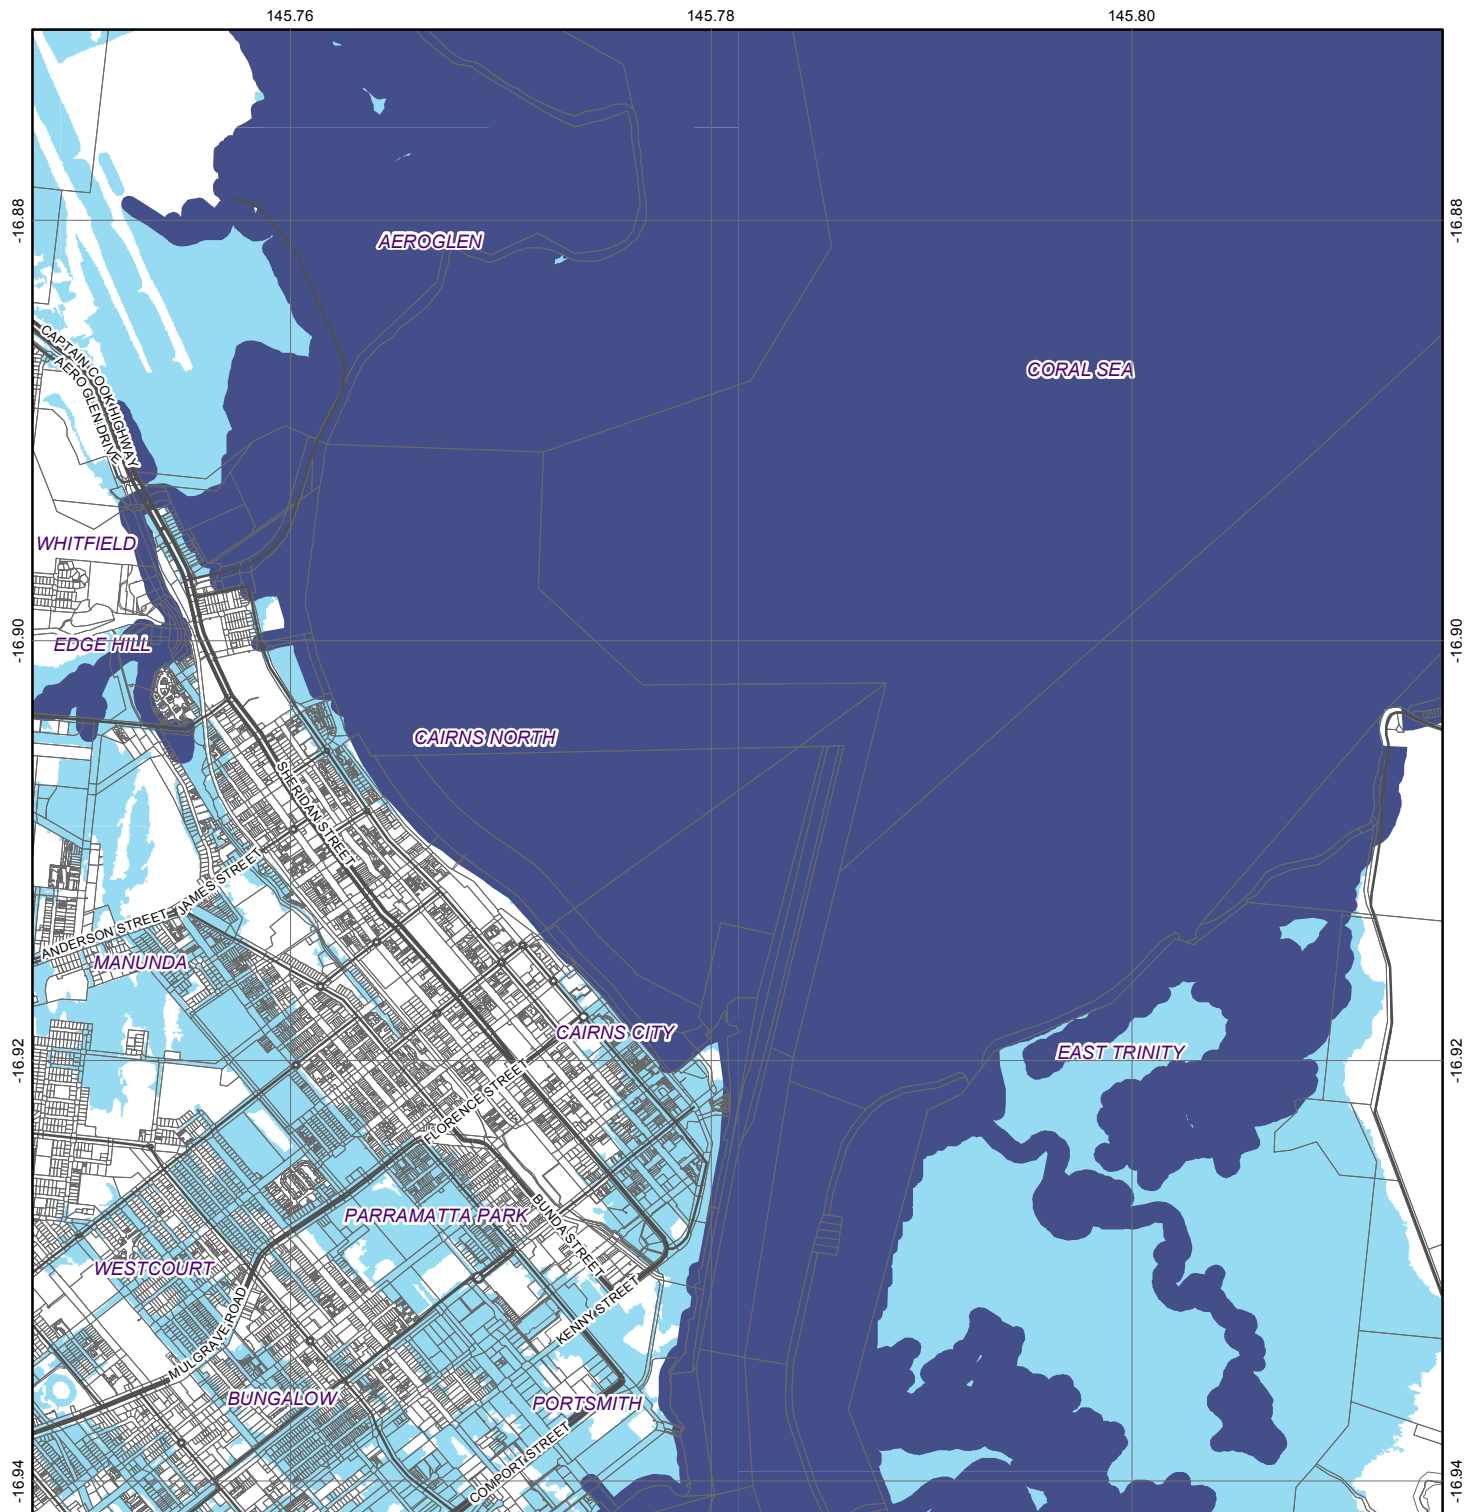 145.76
145.78
145.80
-16.88
-16.88
AEROGLEN
CAPTAIN COOK HIGHWAY
AEROGLEN DRIVE
CORAL SEA
WHITFIELD
EDGE HILL
-16.90
-16.90
CAIRNS NORTH
SHERIDAN STREET
JAMES STREET
ANDERSON STREET
MANUNDA
CAIRNS CITY
EAST TRINITY
-16.92
-16.92
FLORENCE STREET
PARRAMATTA PARK
BUNDA STREET
WESTCOURT
KENNY STREET
MULGRAVE ROAD
BUNGALOW
PORTSMITH
COMPORT STREET
-16.94
-16.94